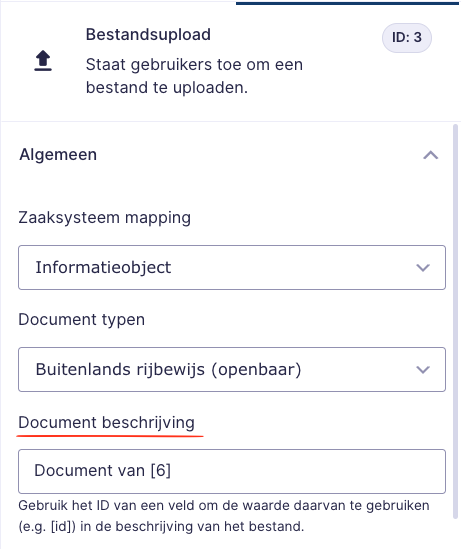 Bestandsupload
ID: 3
Staat gebruikers toe om een
bestand te uploaden.
Algemeen
Zaaksysteem mapping
Informatieobject
Document typen
Buitenlands rijbewijs (openbaar)
Document beschrijving
Document van [6]
Gebruik het ID van een veld om de waarde daarvan te gebruiken
(e.g. [id]) in de beschrijving van het bestand.